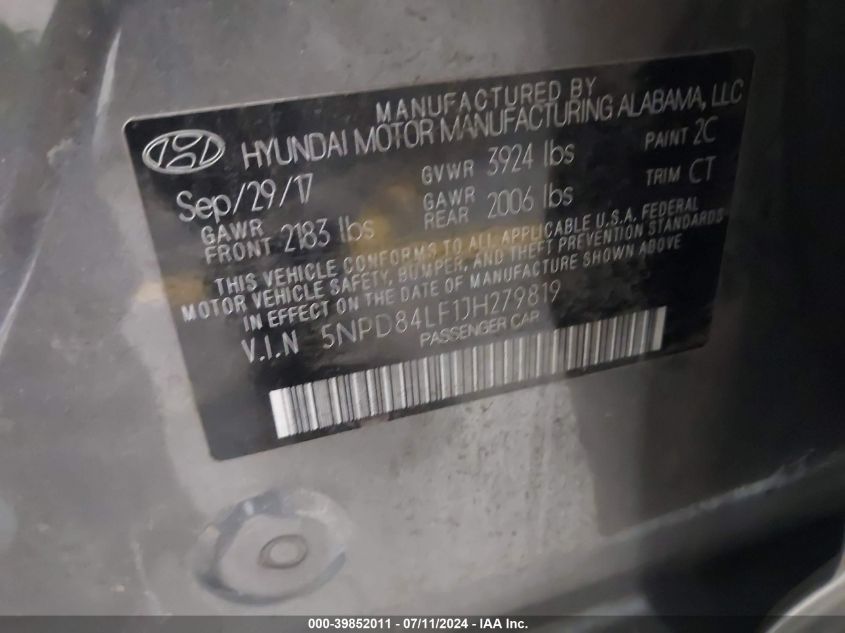 MANUFACTURED BY
HYUNDAI MOTOR MANUFACTURING ALABAMA, LLC
Sep/29/17 GVWR 3924 lbs PAINT 2C
GAWR FRONT 2183 lbs GAWR REAR 2006 lbs TRIM CT
THIS VEHICLE CONFORMS TO ALL APPLICABLE U.S.A. FEDERAL
MOTOR VEHICLE SAFETY, BUMPER, AND THEFT PREVENTION STANDARDS
IN EFFECT ON THE DATE OF MANUFACTURE SHOWN ABOVE
V.I.N 5NPD84LF1JH279819
PASSENGER CAR
000-39852011 - 07/11/2024 - IAA Inc.